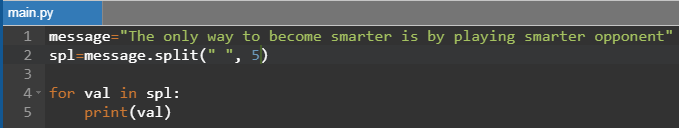 main.py
1 message="The only way to become smarter is by playing smarter opponent"
2 spl=message.split(" ", 5)
3
4 for val in spl:
5     print(val)